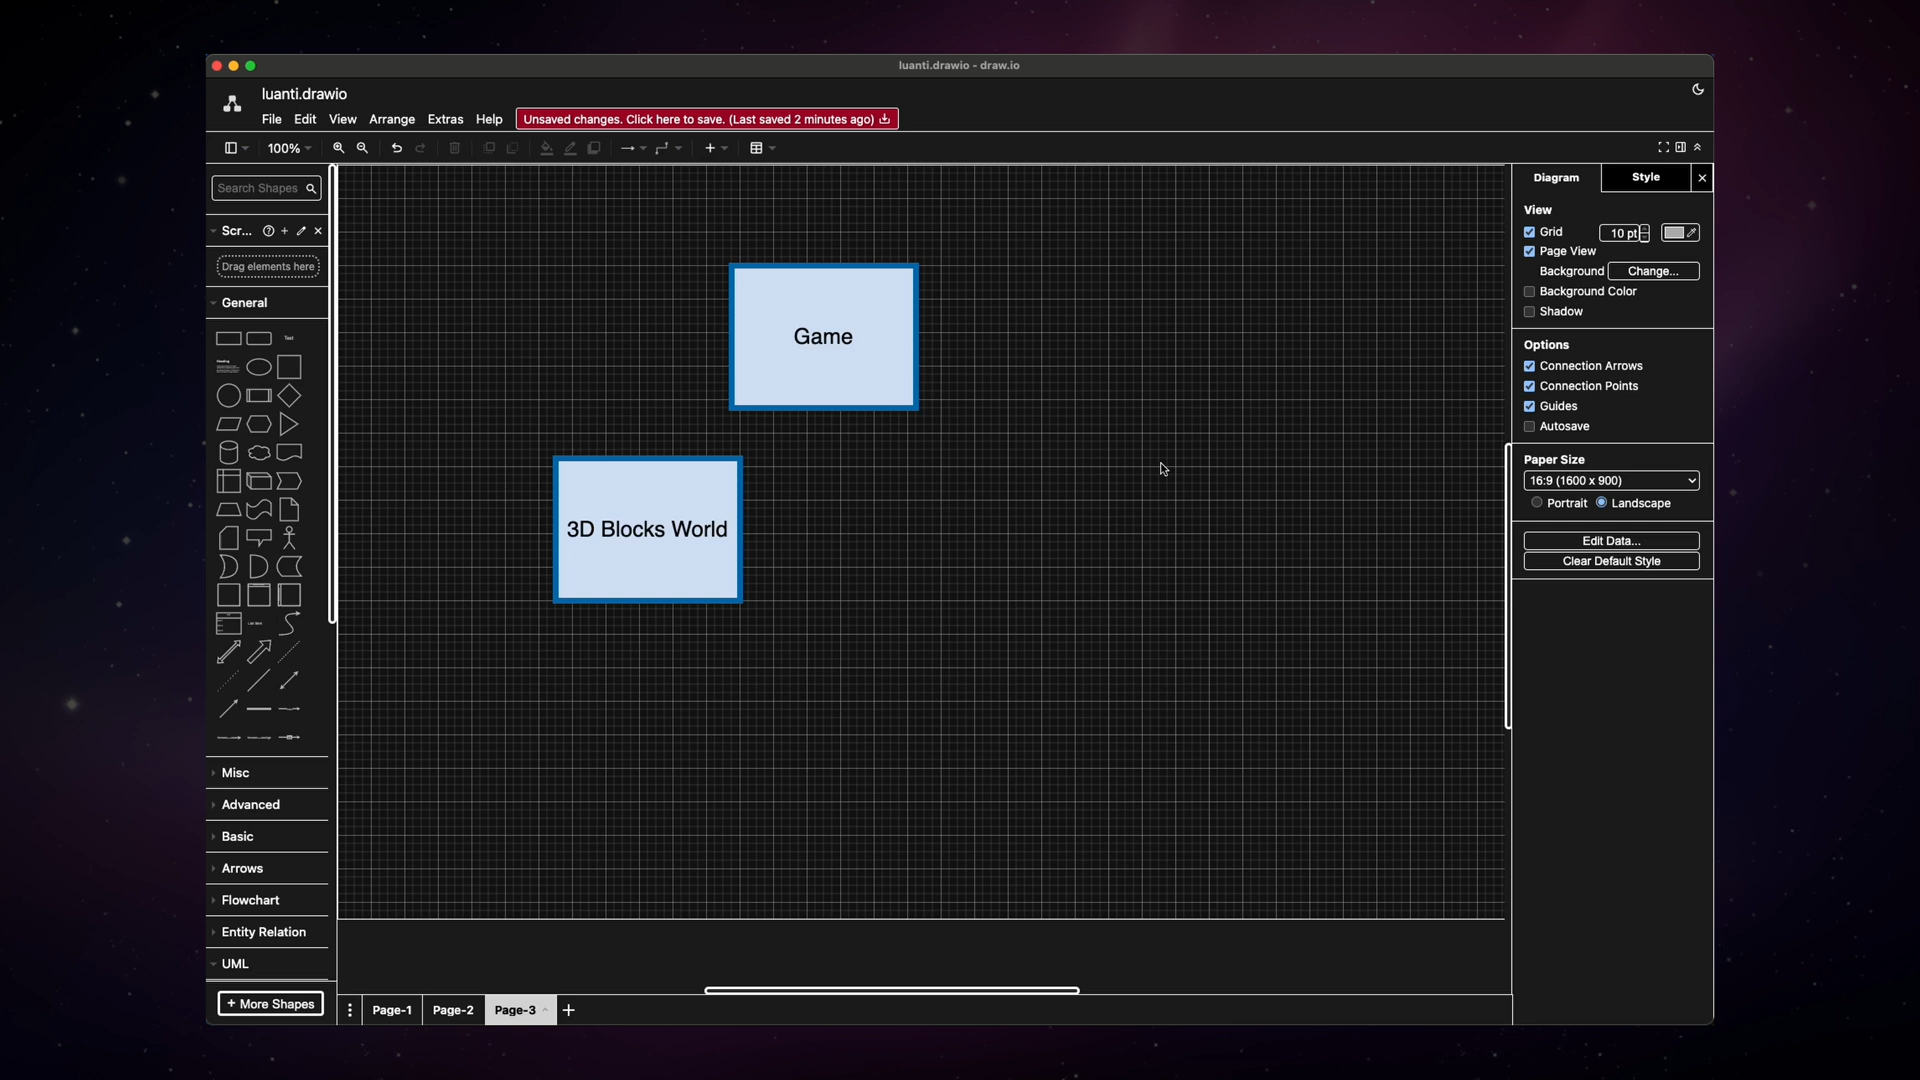 luanti.drawio - draw.io
luanti.drawio
File Edit View Arrange Extras Help Unsaved changes. Click here to save. (Last saved 2 minutes ago)
100%
Search Shapes
Scr...
Drag elements here
General
Text
Heading
List Item
Misc
Advanced
Basic
Arrows
Flowchart
Entity Relation
UML
+ More Shapes
Game
3D Blocks World
Page-1 Page-2 Page-3
Diagram Style
View
Grid 10 pt
Page View
Background Change...
Background Color
Shadow
Options
Connection Arrows
Connection Points
Guides
Autosave
Paper Size
16:9 (1600 x 900)
Portrait Landscape
Edit Data...
Clear Default Style